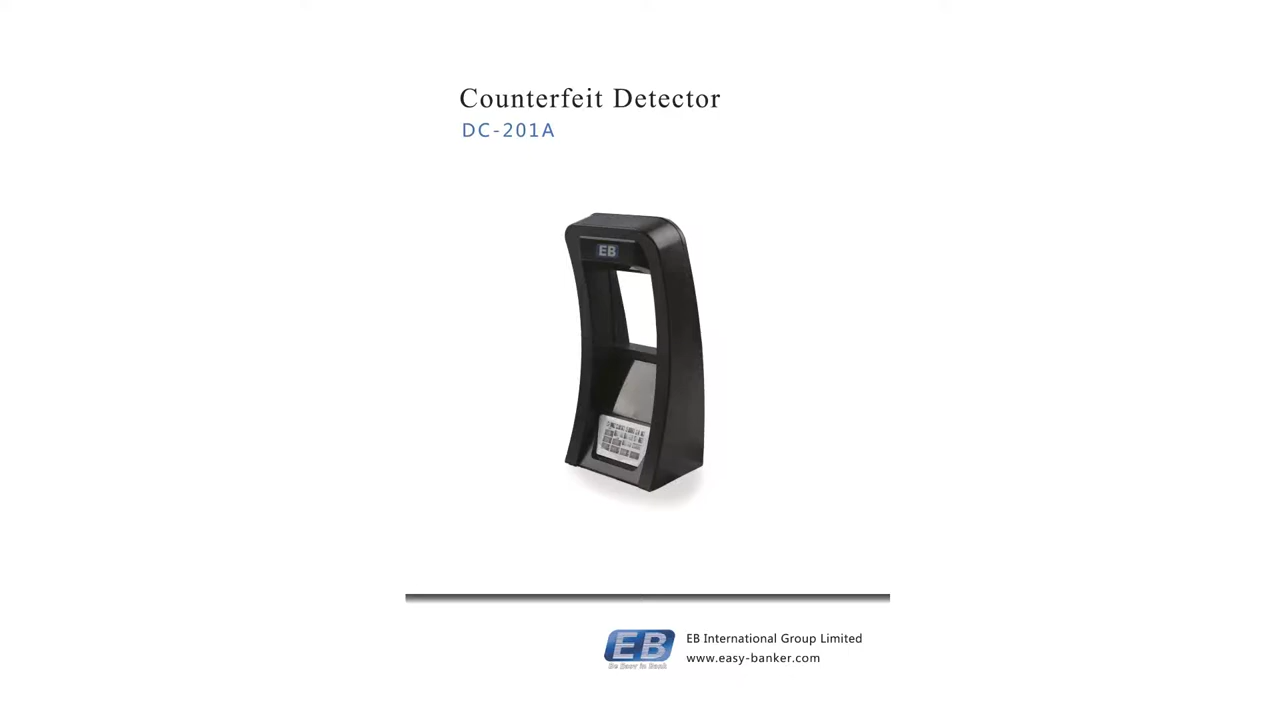 Counterfeit Detector
DC-201A
EB
EB
EB International Group Limited
www.easy-banker.com